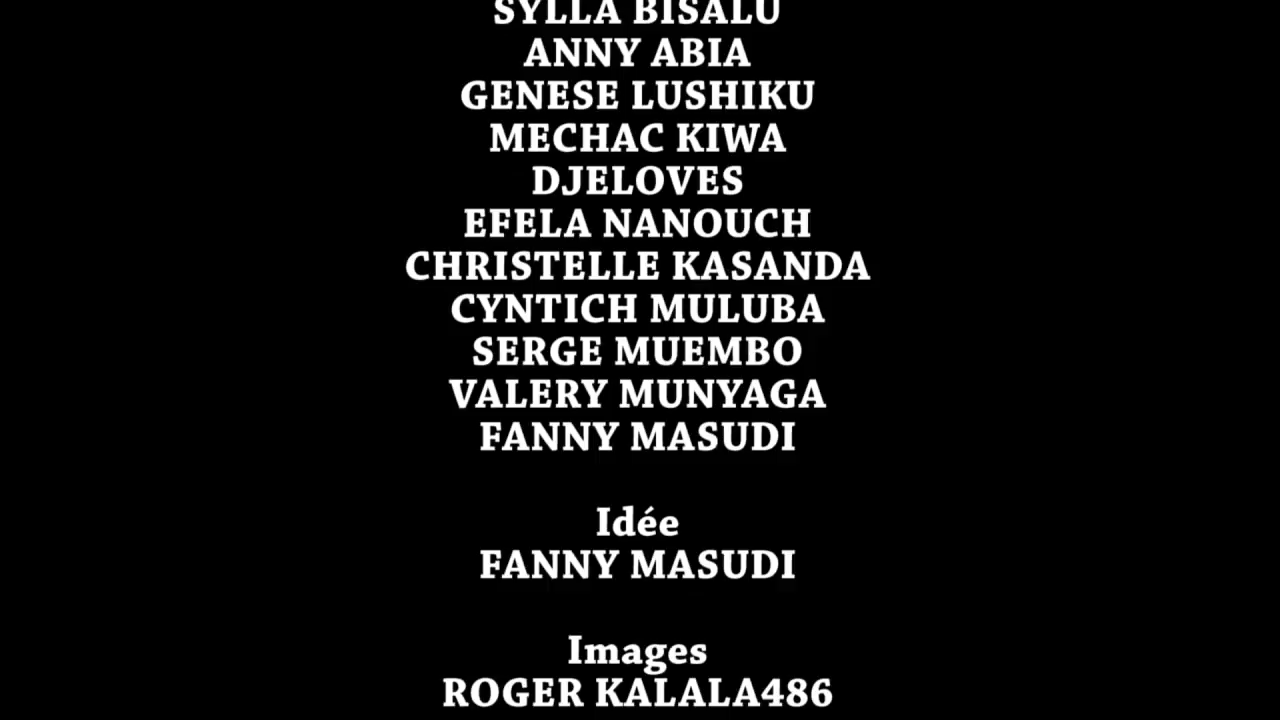 SYLLA BISALU
ANNY ABIA
GENESE LUSHIKU
MECHAC KIWA
DJELOVES
EFELA NANOUCH
CHRISTELLE KASANDA
CYNTICH MULUBA
SERGE MUEMBO
VALERY MUNYAGA
FANNY MASUDI
Idée
FANNY MASUDI
Images
ROGER KALALA486